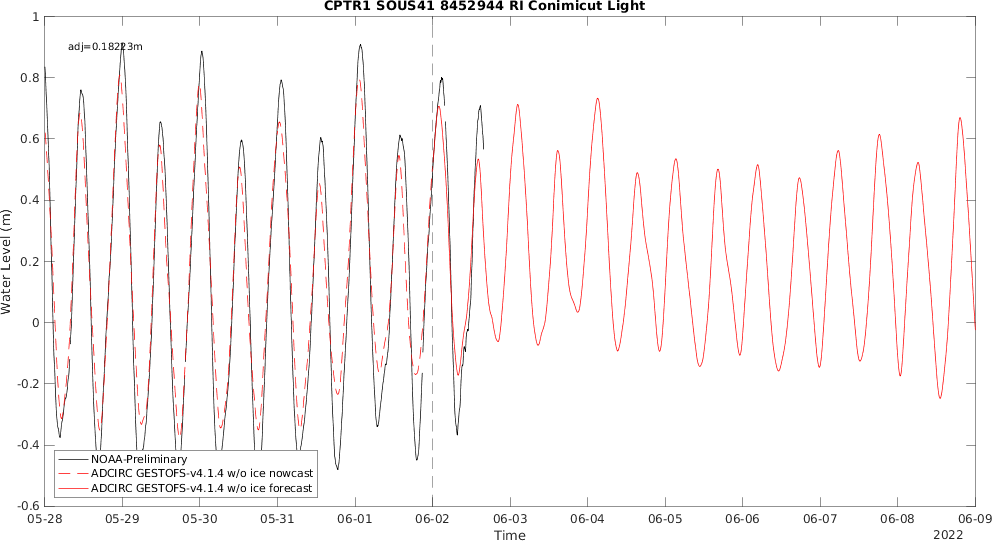 CPTR1 SOUS41 8452944 RI Conimicut Light
adj=0.18223m
Water Level (m)
1
0.8
0.6
0.4
0.2
0
-0.2
-0.4
-0.6
NOAA-Preliminary
ADCIRC GESTOFS-v4.1.4 w/o ice nowcast
ADCIRC GESTOFS-v4.1.4 w/o ice forecast
05-28 05-29 05-30 05-31 06-01 06-02 06-03 06-04 06-05 06-06 06-07 06-08 06-09
Time
2022